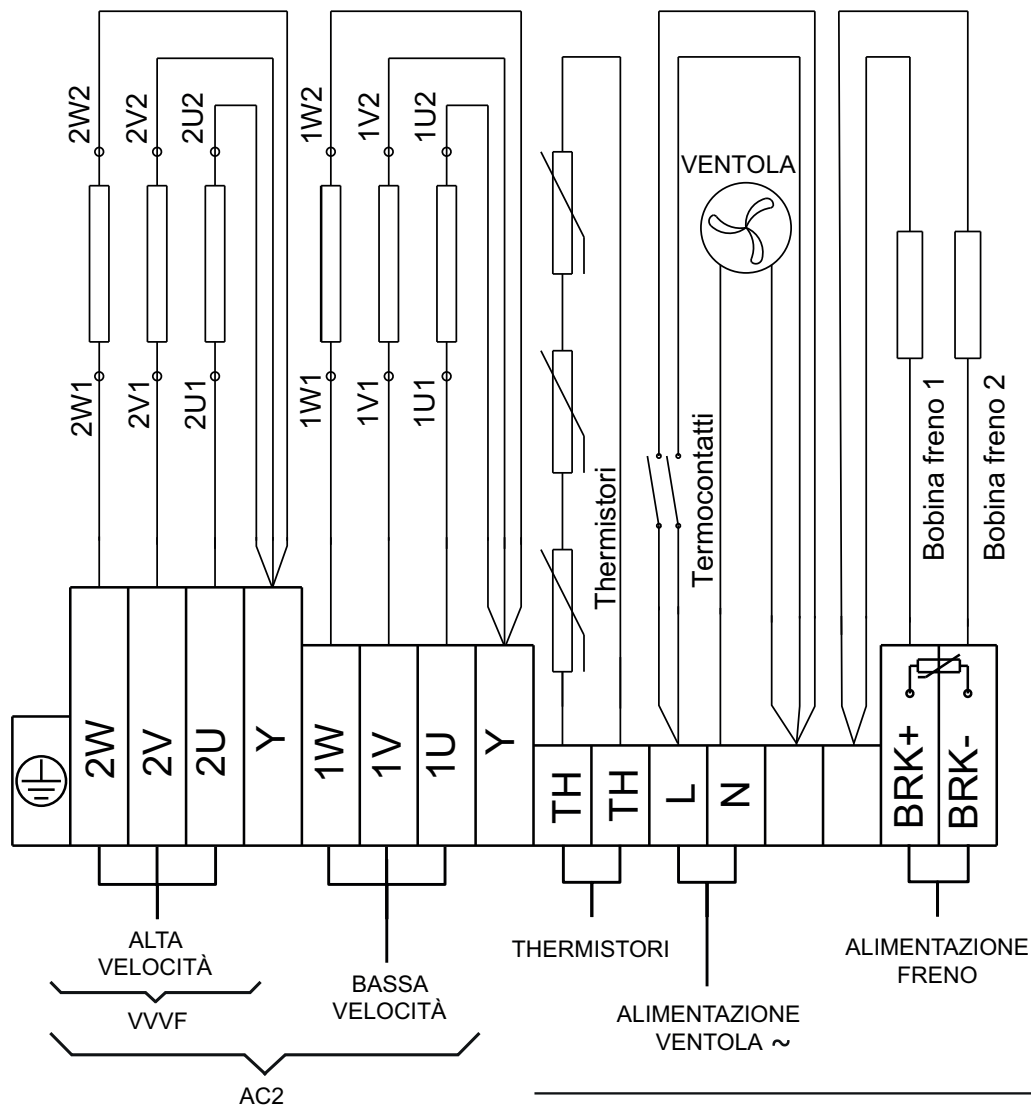 2W2
2V2
2U2
1W2
1V2
1U2
VENTOLA
2W1
2V1
2U1
1W1
1V1
1U1
Thermistori
Termocontatti
Bobina freno 1
Bobina freno 2
2W
2V
2U
Y
1W
1V
1U
Y
TH
TH
L
N
BRK+
BRK-
ALTA
VELOCITÀ
VVVF
BASSA
VELOCITÀ
AC2
THERMISTORI
ALIMENTAZIONE
VENTOLA ~
ALIMENTAZIONE
FRENO